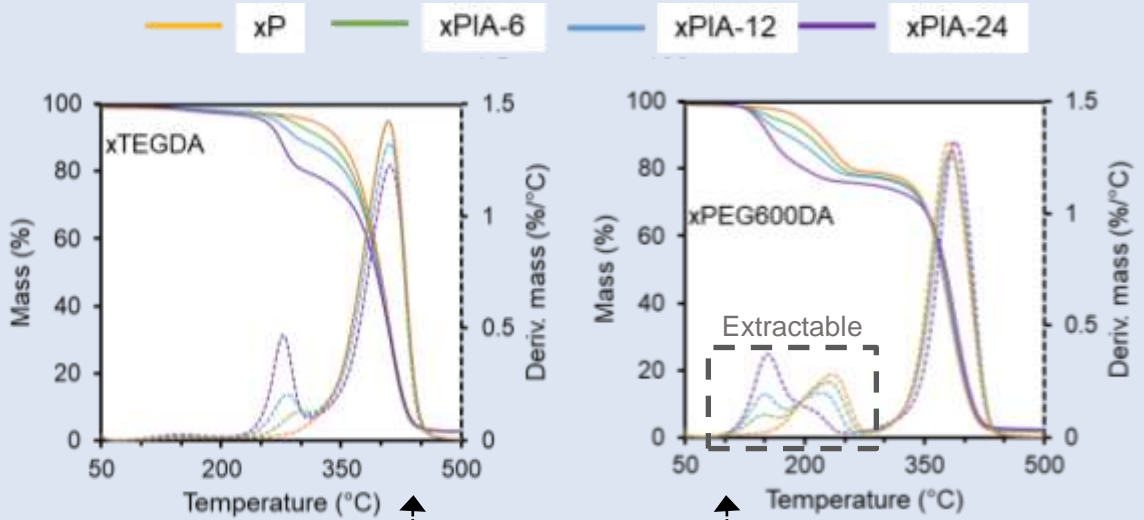 xP xPIA-6 xPIA-12 xPIA-24
100
80
60
40
20
0
Mass (%)
xTEGDA
1.5
1
0.5
0
Deriv. mass (%/°C)
50 200 350 500
Temperature (°C)
100
80
60
40
20
0
Mass (%)
xPEG600DA
Extractable
1.5
1
0.5
0
Deriv. mass (%/°C)
50 200 350 500
Temperature (°C)